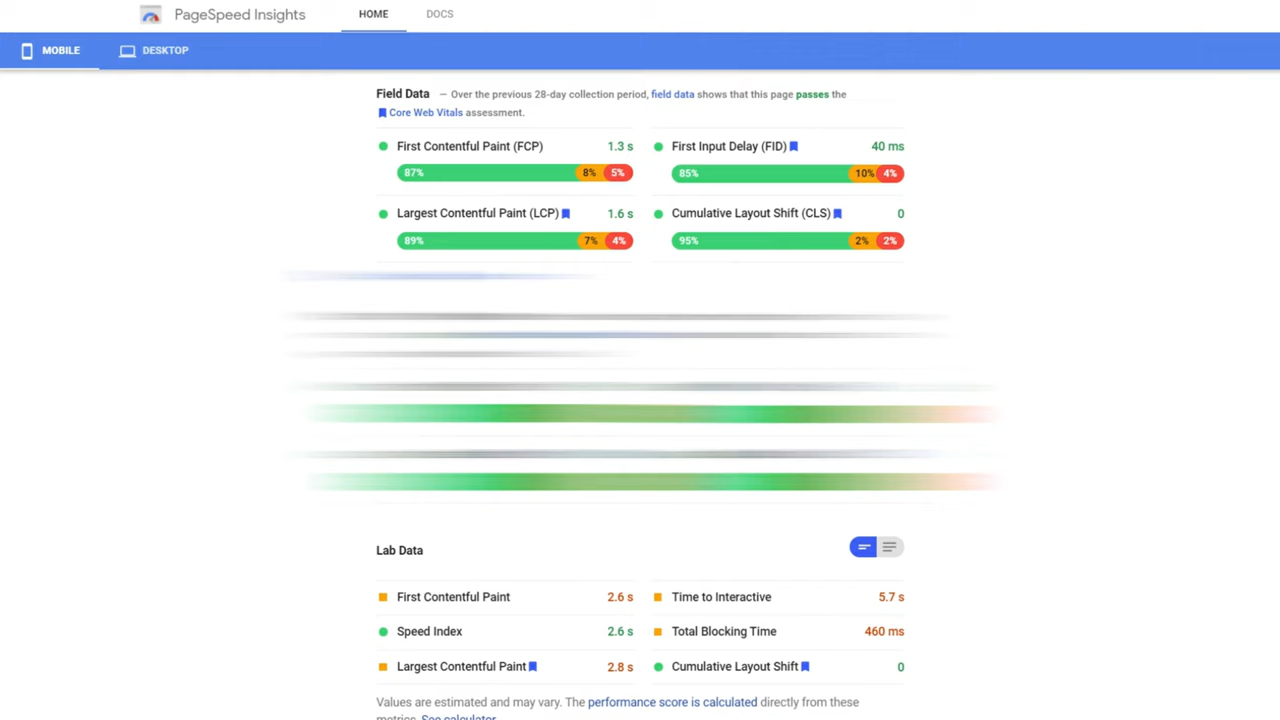 PageSpeed Insights
HOME
DOCS
MOBILE
DESKTOP
Field Data — Over the previous 28-day collection period, field data shows that this page passes the
Core Web Vitals assessment.
First Contentful Paint (FCP) 1.3 s
87% 8% 5%
First Input Delay (FID) 40 ms
85% 10% 4%
Largest Contentful Paint (LCP) 1.6 s
89% 7% 4%
Cumulative Layout Shift (CLS) 0
95% 2% 2%
Lab Data
First Contentful Paint 2.6 s
Time to Interactive 5.7 s
Speed Index 2.6 s
Total Blocking Time 460 ms
Largest Contentful Paint 2.8 s
Cumulative Layout Shift 0
Values are estimated and may vary. The performance score is calculated directly from these
metrics. See calculator.